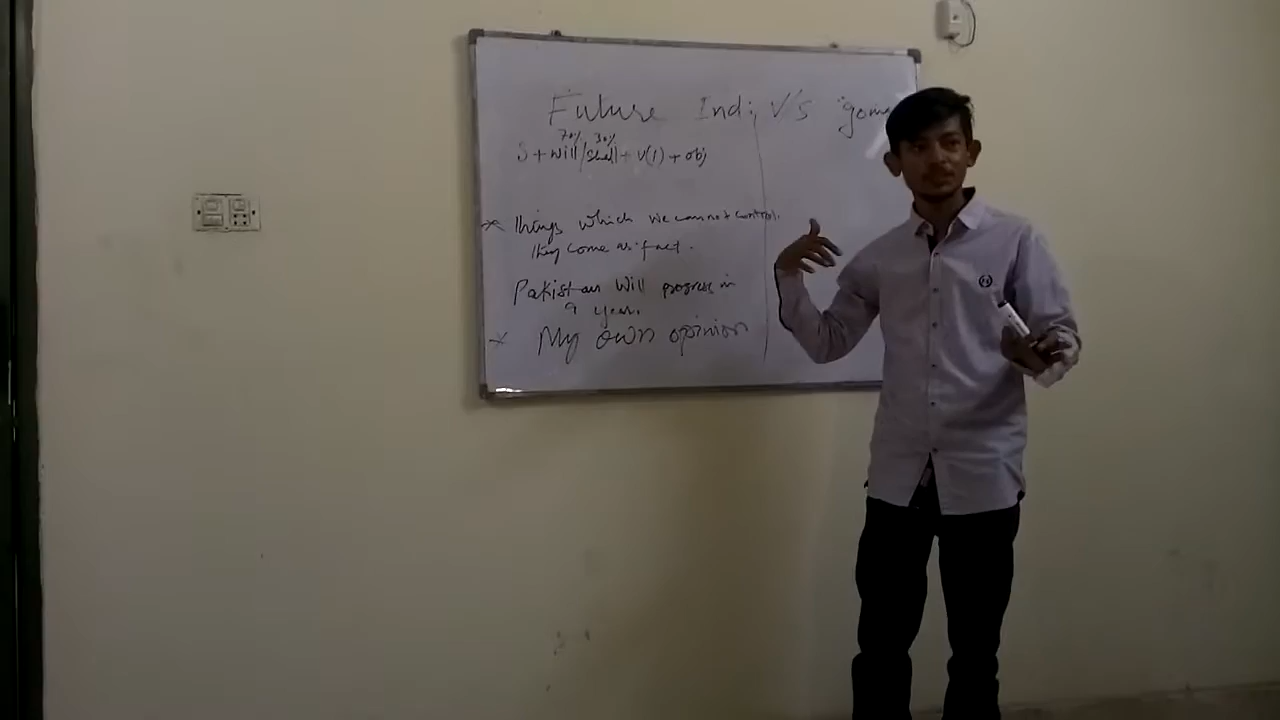 Future Indi, V/s "going
70% 30%
S + will/shall + V(1) + obj
Things which we cannot control.
they come as fact.
Pakistan will progress in
9 year.
My own opinion